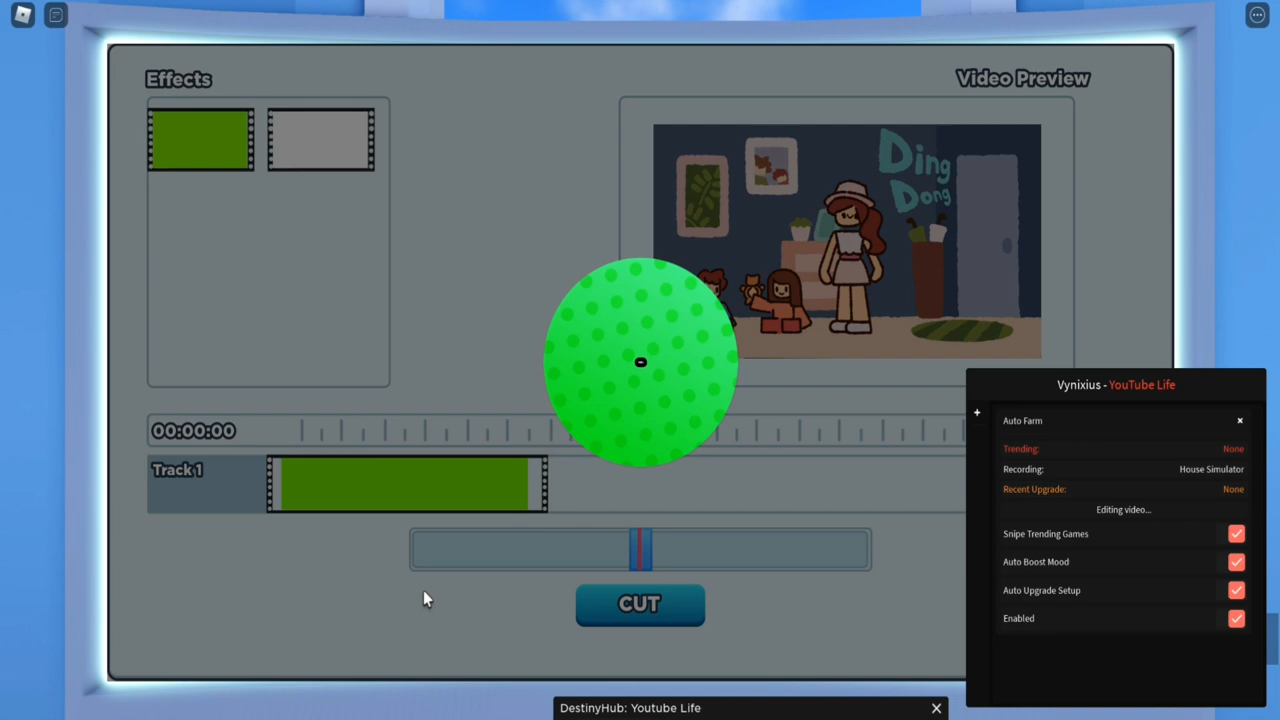 Effects
Video Preview
Ding
Dong
00:00:00
Track 1
CUT
Vynixius - YouTube Life
+
Auto Farm
Trending: None
Recording: House Simulator
Recent Upgrade: None
Editing video...
Snipe Trending Games
Auto Boost Mood
Auto Upgrade Setup
Enabled
DestinyHub: Youtube Life